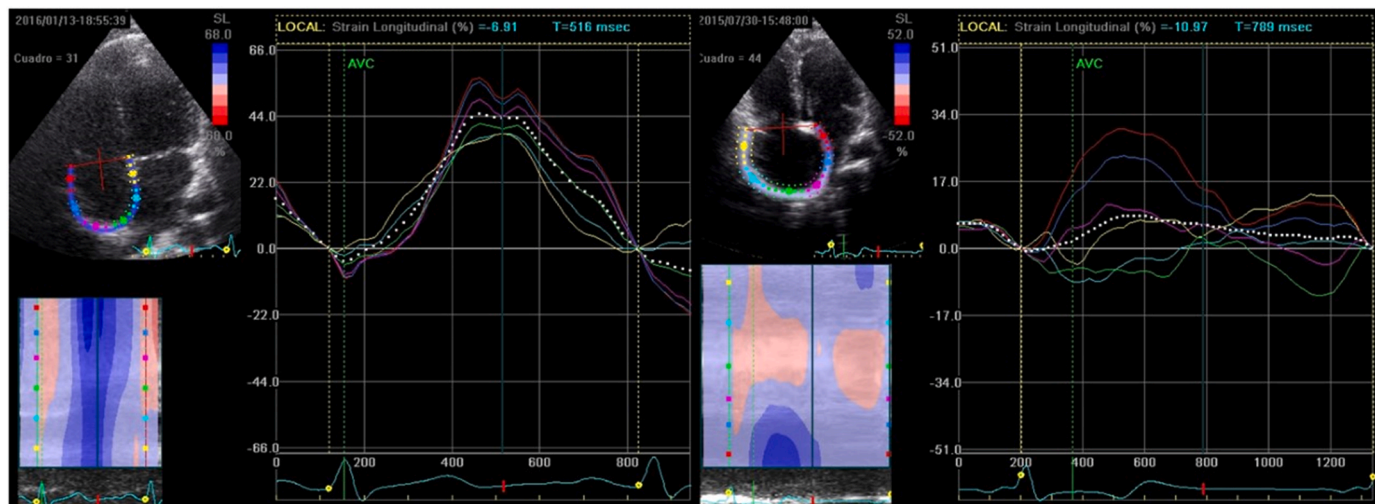 2016/01/13-18:55:39
SL
68.0
Cuadro = 31
60.0
%
LOCAL: Strain Longitudinal (%) =-6.91 T=516 msec
66.0
AVC
44.0
22.0
0.0
-22.0
-44.0
-66.0
0 200 400 600 800
2015/07/30-15:48:00
SL
52.0
Cuadro = 44
-52.0
%
LOCAL: Strain Longitudinal (%) =-10.97 T=789 msec
51.0
AVC
34.0
17.0
0.0
-17.0
-34.0
-51.0
0 200 400 600 800 1000 1200